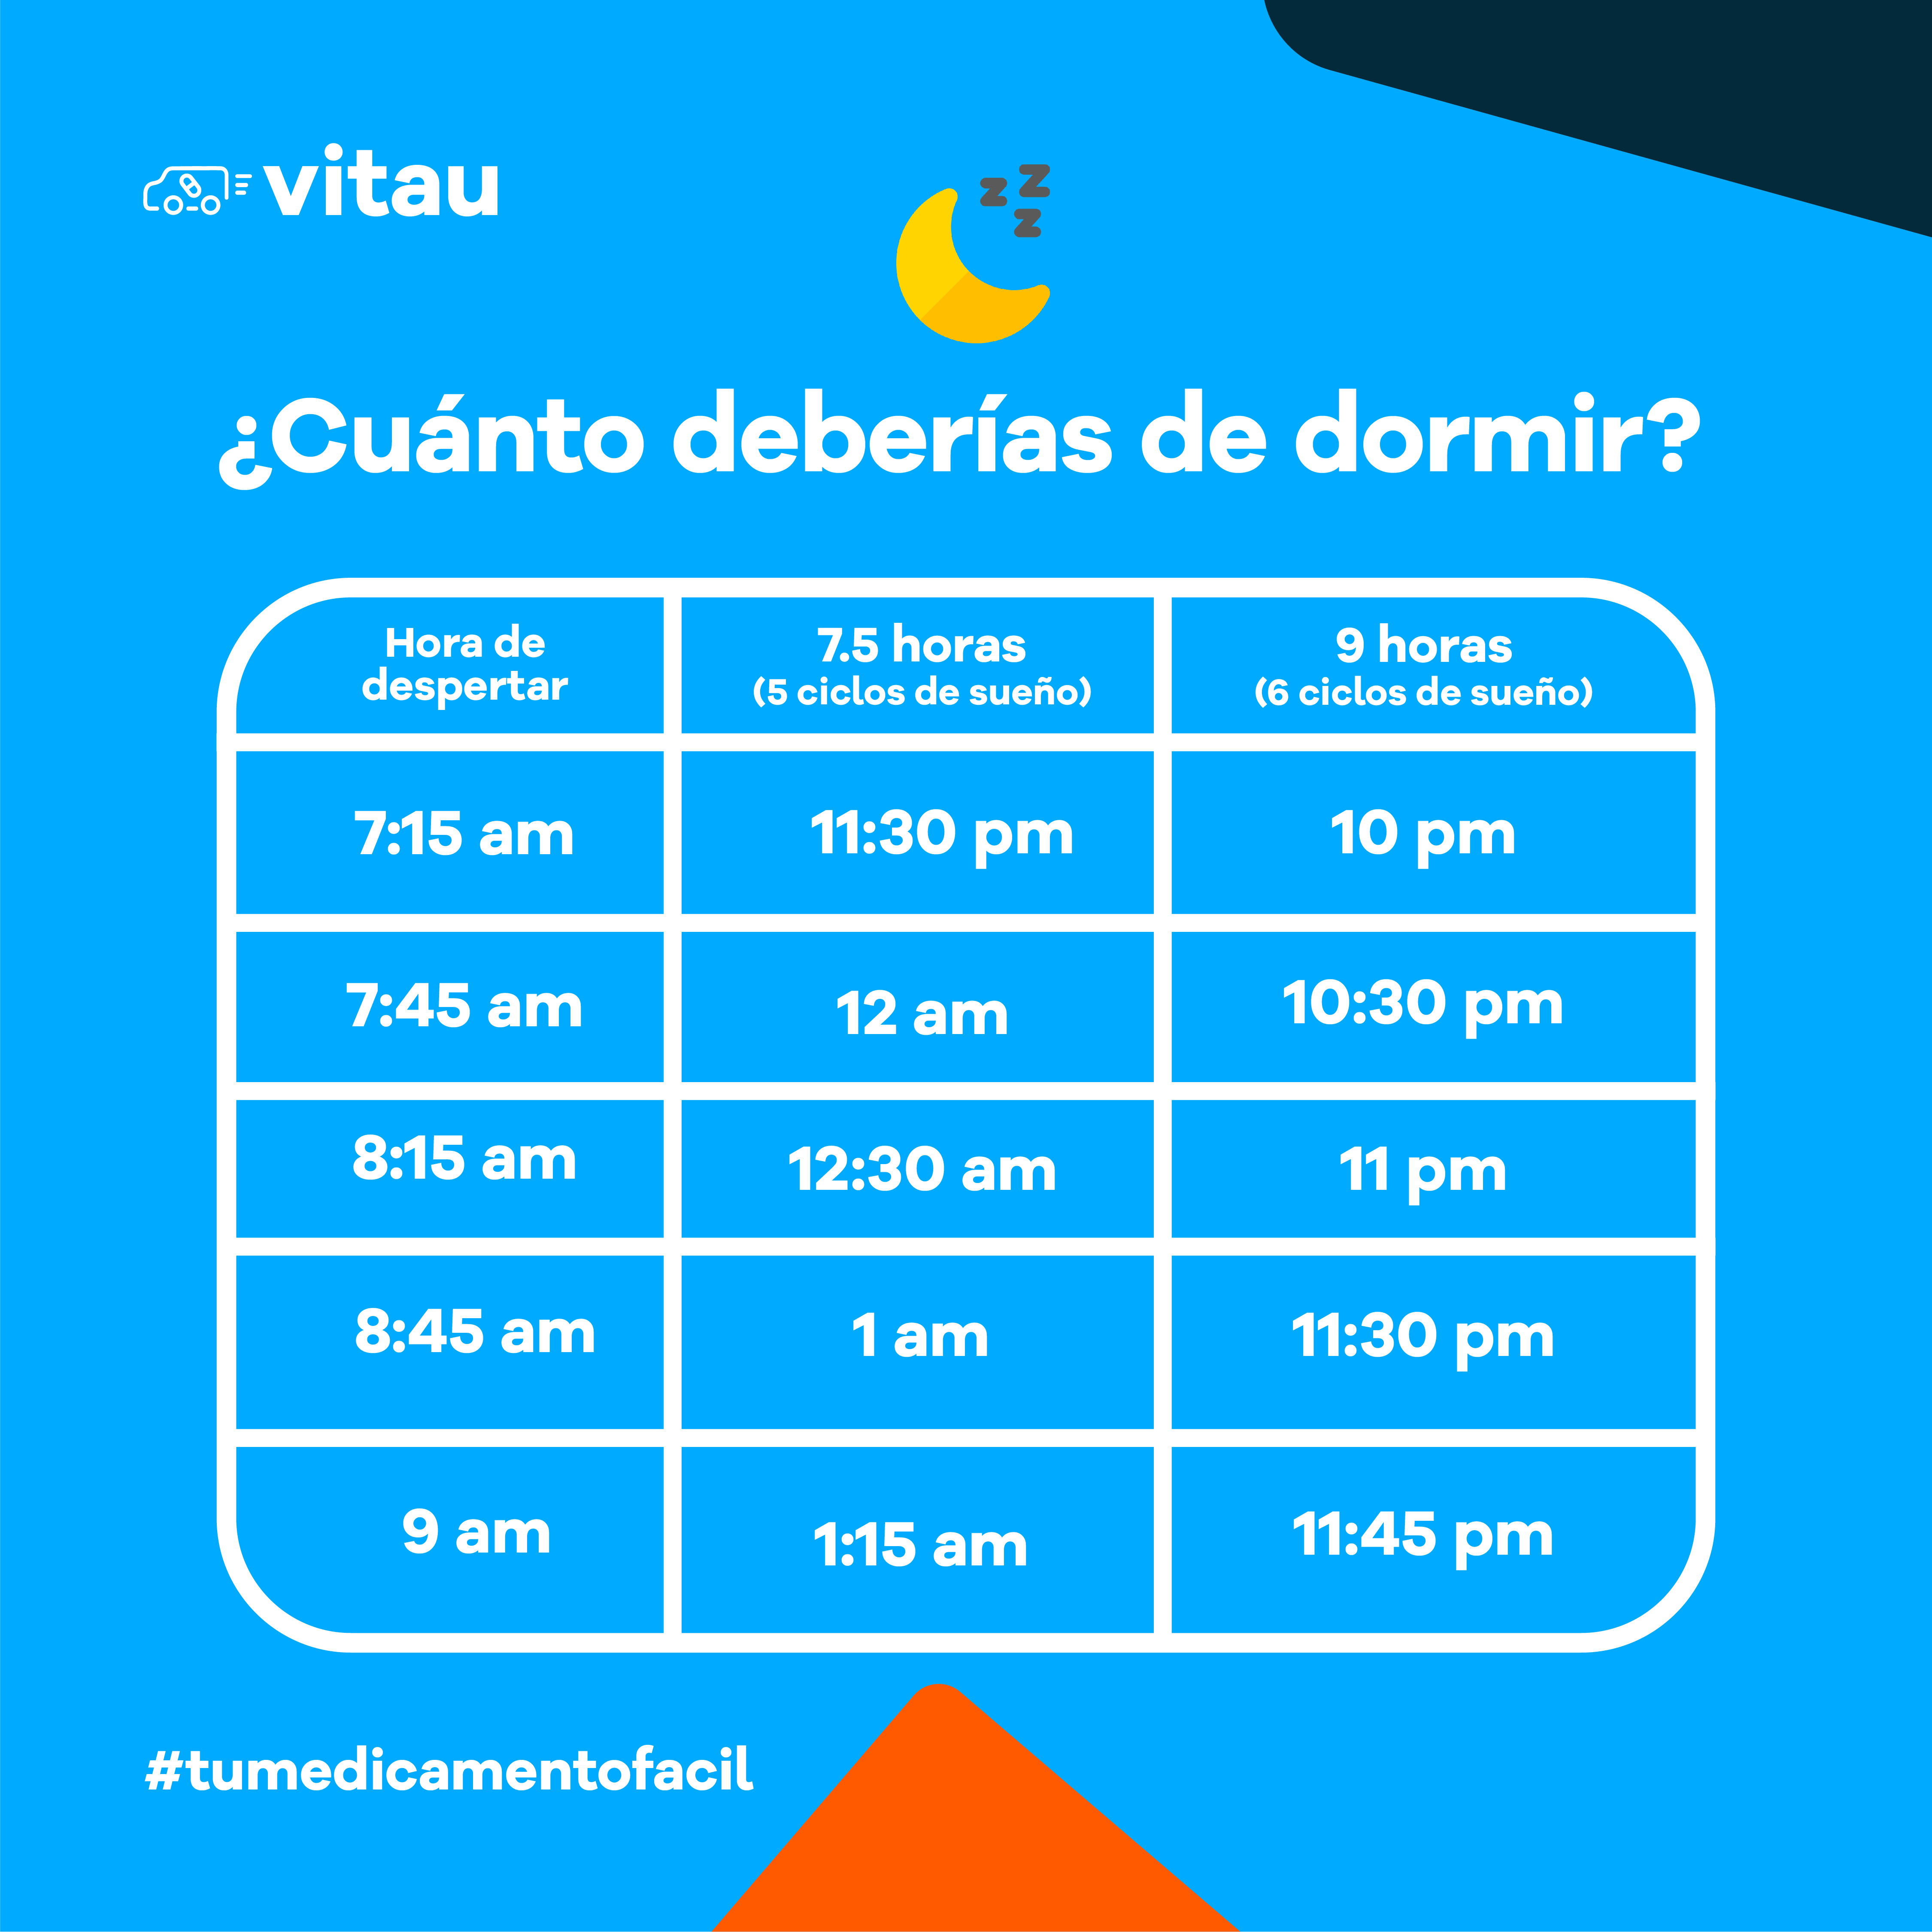 vitau
z z z
¿Cuánto deberías de dormir?
Hora de
despertar
7.5 horas
(5 ciclos de sueño)
9 horas
(6 ciclos de sueño)
7:15 am
11:30 pm
10 pm
7:45 am
12 am
10:30 pm
8:15 am
12:30 am
11 pm
8:45 am
1 am
11:30 pm
9 am
1:15 am
11:45 pm
#tumedicamentofacil